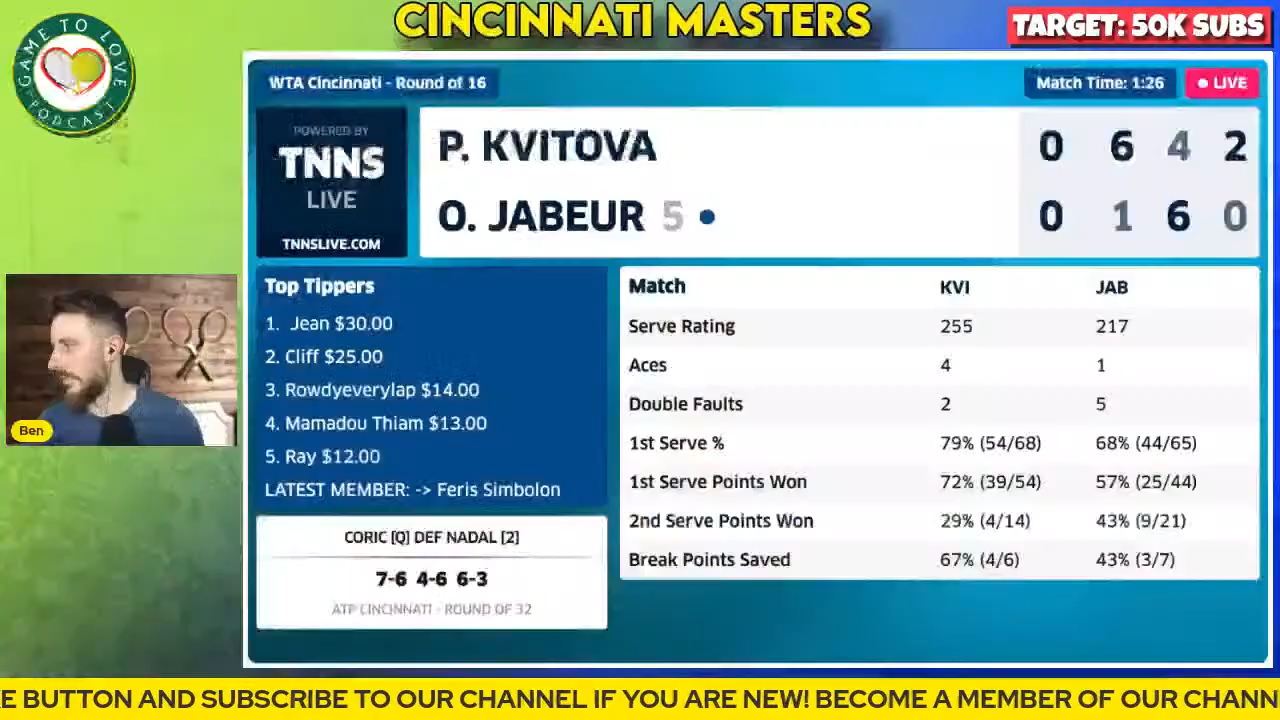 CINCINNATI MASTERS
TARGET: 50K SUBS
GAME TO LOVE
PODCAST
WTA Cincinnati - Round of 16
Match Time: 1:26
LIVE
POWERED BY
TNNS
LIVE
TNNSLIVE.COM
P. KVITOVA 0 6 4 2
O. JABEUR 5 0 1 6 0
Top Tippers
1. Jean $30.00
2. Cliff $25.00
3. Rowdyeverylap $14.00
4. Mamadou Thiam $13.00
5. Ray $12.00
LATEST MEMBER: -> Feris Simbolon
CORIC [Q] DEF NADAL [2]
7-6 4-6 6-3
ATP CINCINNATI - ROUND OF 32
Match KVI JAB
Serve Rating 255 217
Aces 4 1
Double Faults 2 5
1st Serve % 79% (54/68) 68% (44/65)
1st Serve Points Won 72% (39/54) 57% (25/44)
2nd Serve Points Won 29% (4/14) 43% (9/21)
Break Points Saved 67% (4/6) 43% (3/7)
Ben
E BUTTON AND SUBSCRIBE TO OUR CHANNEL IF YOU ARE NEW! BECOME A MEMBER OF OUR CHANN